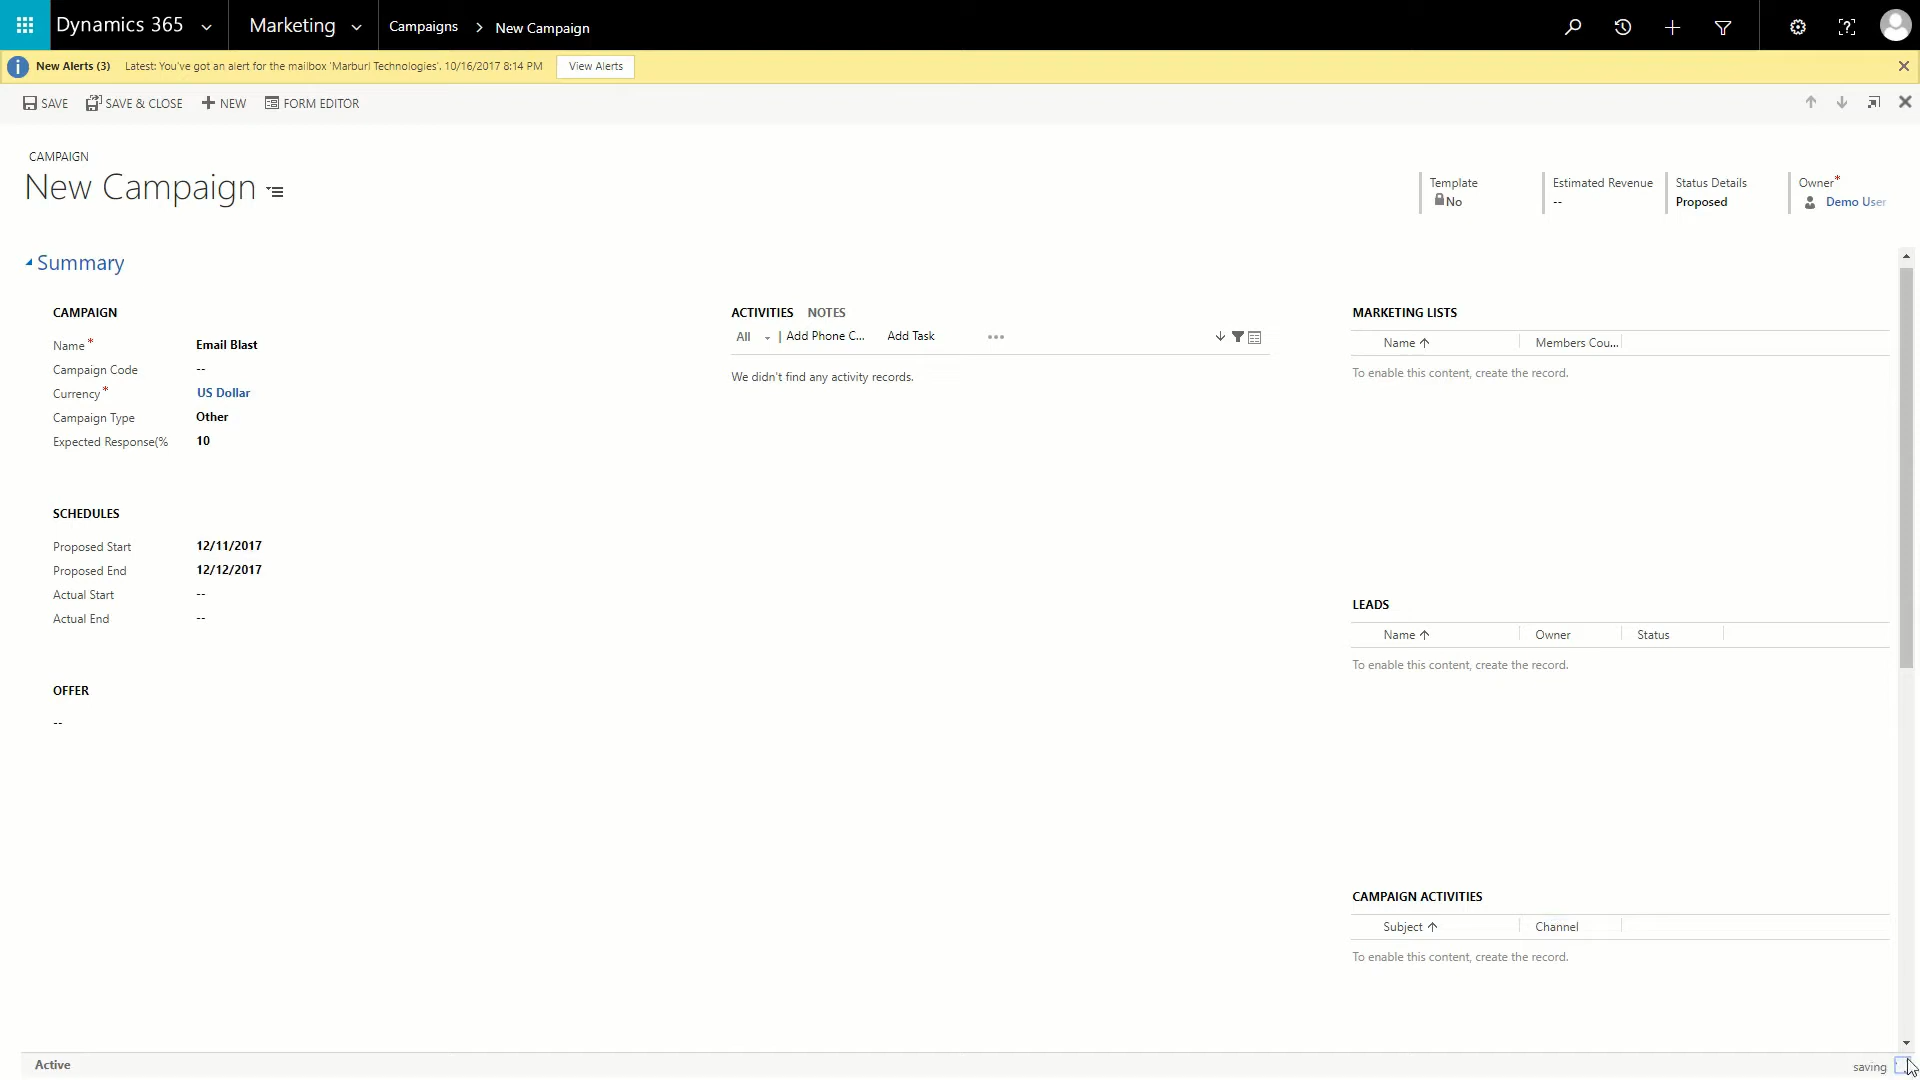 Dynamics 365 Marketing Campaigns > New Campaign
New Alerts (3) Latest: You've got an alert for the mailbox 'Marburl Technologies'. 10/16/2017 8:14 PM View Alerts
SAVE SAVE & CLOSE NEW FORM EDITOR
CAMPAIGN
New Campaign
Template Estimated Revenue Status Details Owner*
No -- Proposed Demo User
Summary
CAMPAIGN
Name* Email Blast
Campaign Code --
Currency* US Dollar
Campaign Type Other
Expected Response(% 10
SCHEDULES
Proposed Start 12/11/2017
Proposed End 12/12/2017
Actual Start --
Actual End --
OFFER
--
ACTIVITIES NOTES
All | Add Phone C... Add Task ...
We didn't find any activity records.
MARKETING LISTS
Name Members Cou...
To enable this content, create the record.
LEADS
Name Owner Status
To enable this content, create the record.
CAMPAIGN ACTIVITIES
Subject Channel
To enable this content, create the record.
Active saving